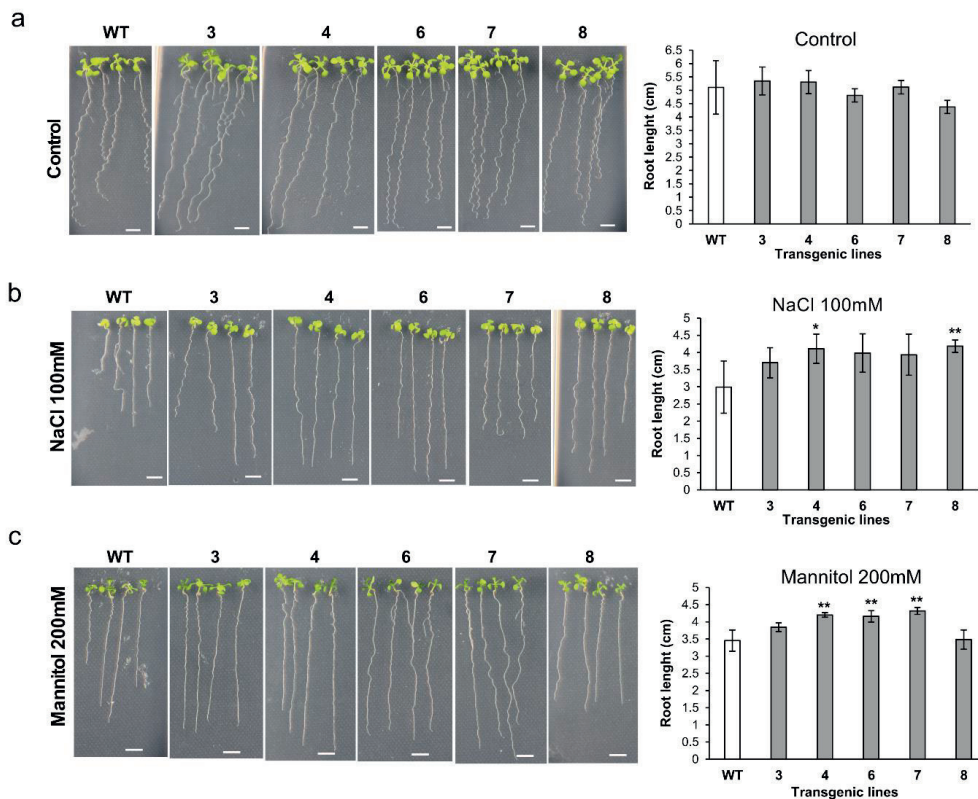 a
WT 3 4 6 7 8
Control
Control
Root lenght (cm)
6.5
6
5.5
5
4.5
4
3.5
3
2.5
2
1.5
1
0.5
0
WT 3 4 6 7 8
Transgenic lines
b
WT 3 4 6 7 8
NaCl 100mM
NaCl 100mM
Root lenght (cm)
5
4.5
4
3.5
3
2.5
2
1.5
1
0.5
0
* **
WT 3 4 6 7 8
Transgenic lines
c
WT 3 4 6 7 8
Mannitol 200mM
Mannitol 200mM
Root lenght (cm)
5
4.5
4
3.5
3
2.5
2
1.5
1
0.5
0
** ** **
WT 3 4 6 7 8
Transgenic lines